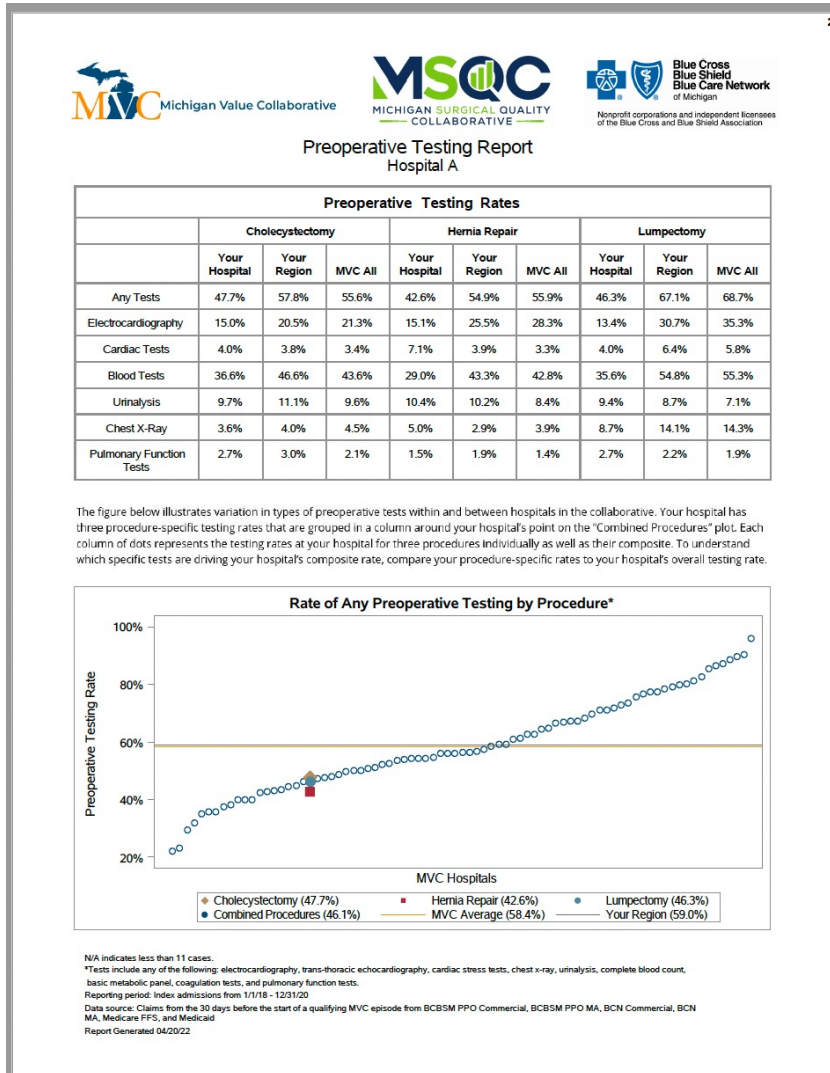 2
MVC Michigan Value Collaborative
MSQC
MICHIGAN SURGICAL QUALITY
COLLABORATIVE
Blue Cross
Blue Shield
Blue Care Network
of Michigan
Nonprofit corporations and independent licensees
of the Blue Cross and Blue Shield Association
Preoperative Testing Report
Hospital A
Preoperative Testing Rates
Cholecystectomy Hernia Repair Lumpectomy
Your Hospital Your Region MVC All Your Hospital Your Region MVC All Your Hospital Your Region MVC All
Any Tests 47.7% 57.8% 55.6% 42.6% 54.9% 55.9% 46.3% 67.1% 68.7%
Electrocardiography 15.0% 20.5% 21.3% 15.1% 25.5% 28.3% 13.4% 30.7% 35.3%
Cardiac Tests 4.0% 3.8% 3.4% 7.1% 3.9% 3.3% 4.0% 6.4% 5.8%
Blood Tests 36.6% 46.6% 43.6% 29.0% 43.3% 42.8% 35.6% 54.8% 55.3%
Urinalysis 9.7% 11.1% 9.6% 10.4% 10.2% 8.4% 9.4% 8.7% 7.1%
Chest X-Ray 3.6% 4.0% 4.5% 5.0% 2.9% 3.9% 8.7% 14.1% 14.3%
Pulmonary Function Tests 2.7% 3.0% 2.1% 1.5% 1.9% 1.4% 2.7% 2.2% 1.9%
The figure below illustrates variation in types of preoperative tests within and between hospitals in the collaborative. Your hospital has
three procedure-specific testing rates that are grouped in a column around your hospital's point on the "Combined Procedures" plot. Each
column of dots represents the testing rates at your hospital for three procedures individually as well as their composite. To understand
which specific tests are driving your hospital's composite rate, compare your procedure-specific rates to your hospital's overall testing rate.
Rate of Any Preoperative Testing by Procedure*
Preoperative Testing Rate
100%
80%
60%
40%
20%
MVC Hospitals
Cholecystectomy (47.7%) Hernia Repair (42.6%) Lumpectomy (46.3%)
Combined Procedures (46.1%) MVC Average (58.4%) Your Region (59.0%)
N/A indicates less than 11 cases.
*Tests include any of the following: electrocardiography, trans-thoracic echocardiography, cardiac stress tests, chest x-ray, urinalysis, complete blood count,
basic metabolic panel, coagulation tests, and pulmonary function tests.
Reporting period: Index admissions from 1/1/18 - 12/31/20
Data source: Claims from the 30 days before the start of a qualifying MVC episode from BCBSM PPO Commercial, BCBSM PPO MA, BCN Commercial, BCN
MA, Medicare FFS, and Medicaid
Report Generated 04/20/22